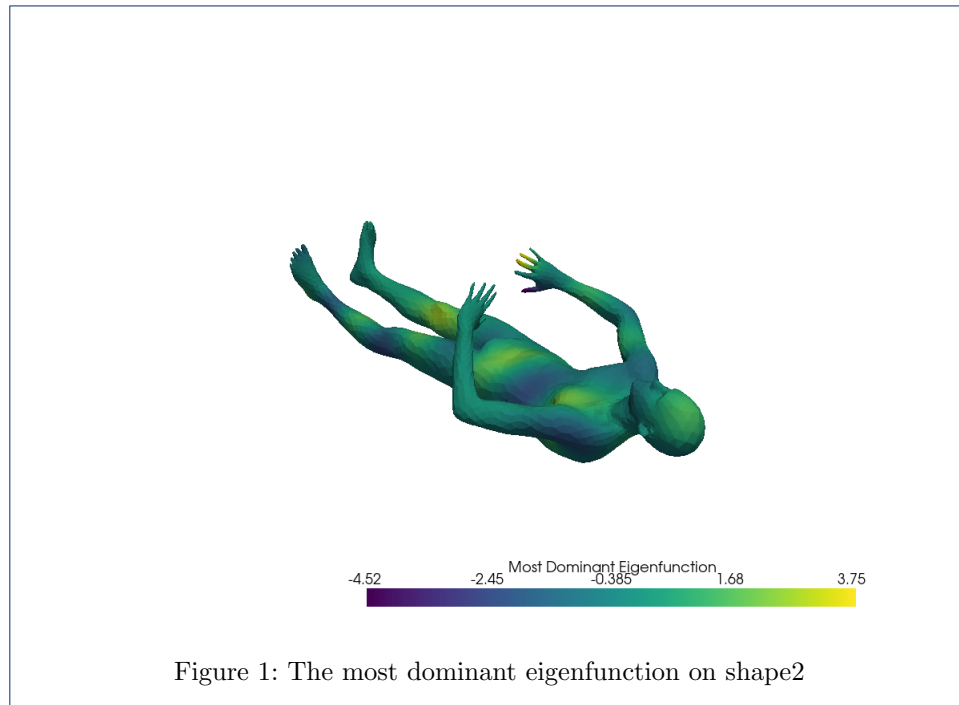 Most Dominant Eigenfunction
-4.52 -2.45 -0.385 1.68 3.75
Figure 1: The most dominant eigenfunction on shape2